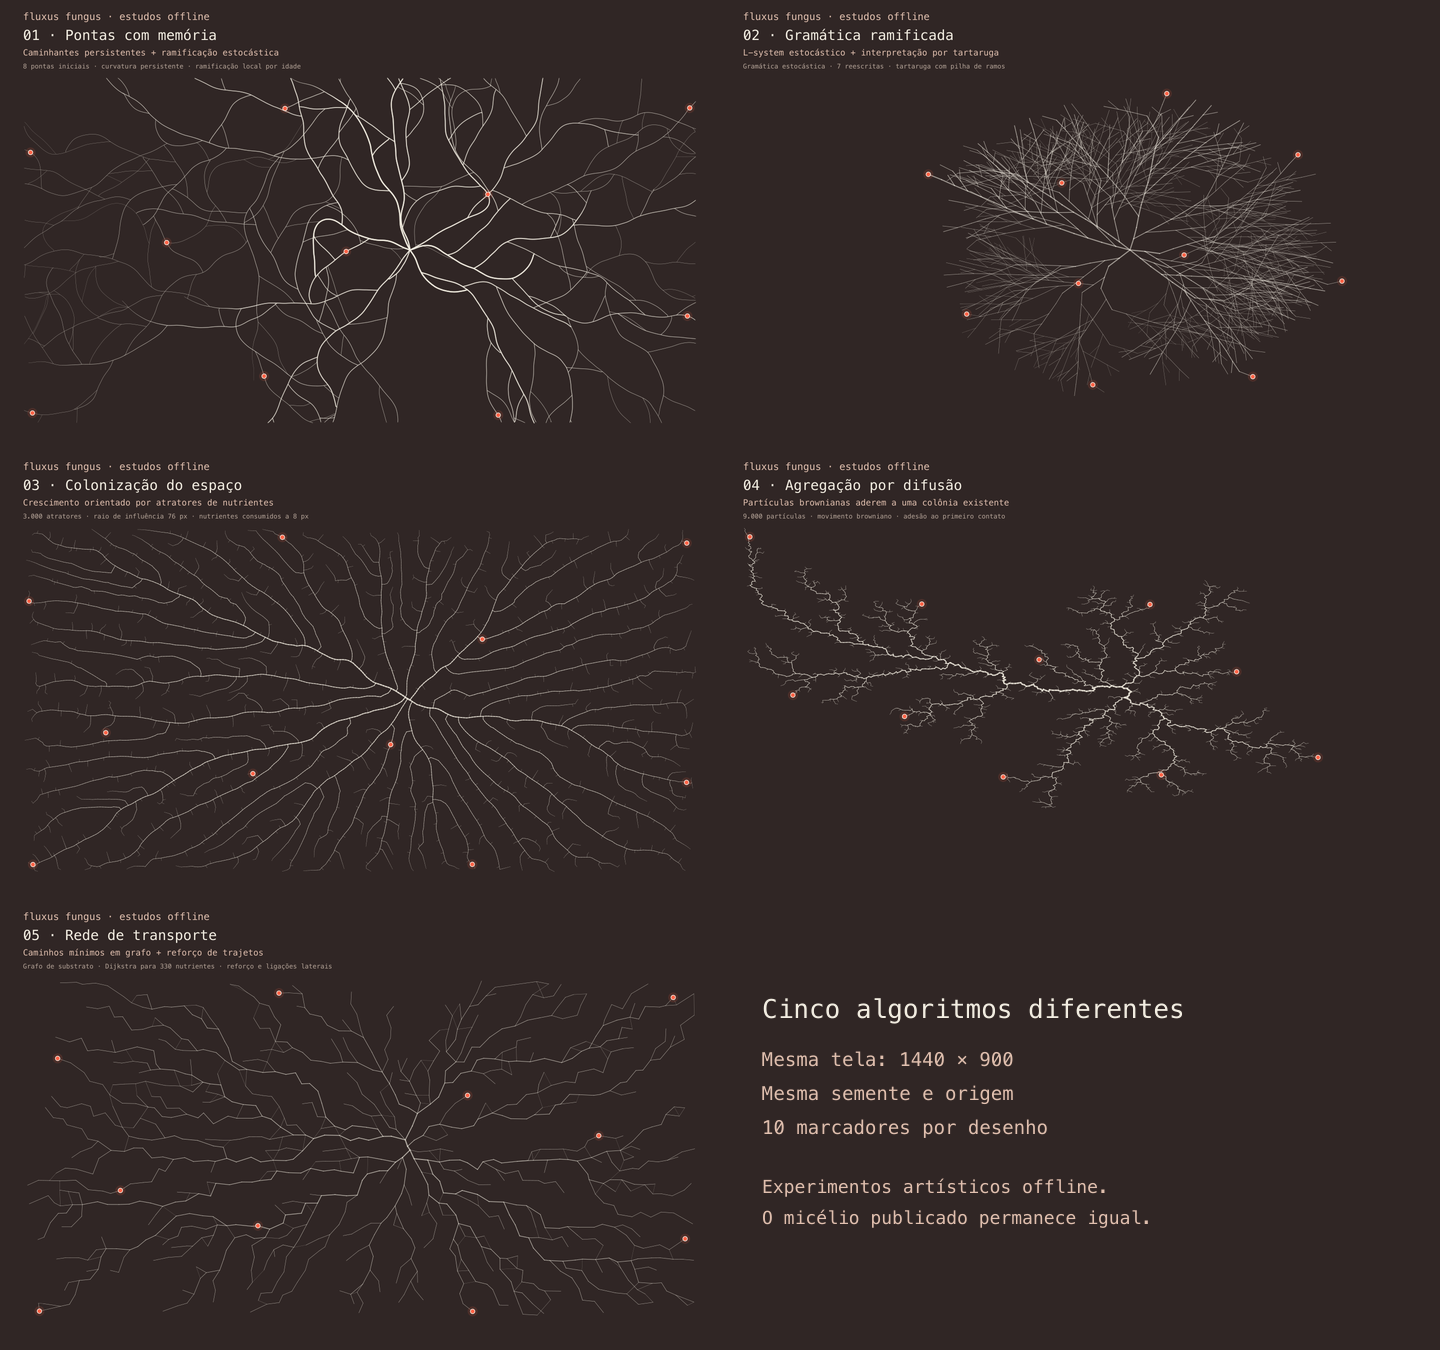 fluxus fungus · estudos offline
01 · Pontas com memória
Caminhantes persistentes + ramificação estocástica
8 pontas iniciais · curvatura persistente · ramificação local por idade
fluxus fungus · estudos offline
02 · Gramática ramificada
L-system estocástico + interpretação por tartaruga
Gramática estocástica · 7 reescritas · tartaruga com pilha de ramos
fluxus fungus · estudos offline
03 · Colonização do espaço
Crescimento orientado por atratores de nutrientes
3.000 atratores · raio de influência 76 px · nutrientes consumidos a 8 px
fluxus fungus · estudos offline
04 · Agregação por difusão
Partículas brownianas aderem a uma colônia existente
9.000 partículas · movimento browniano · adesão ao primeiro contato
fluxus fungus · estudos offline
05 · Rede de transporte
Caminhos mínimos em grafo + reforço de trajetos
Grafo de substrato · Dijkstra para 330 nutrientes · reforço e ligações laterais
Cinco algoritmos diferentes
Mesma tela: 1440 × 900
Mesma semente e origem
10 marcadores por desenho
Experimentos artísticos offline.
O micélio publicado permanece igual.